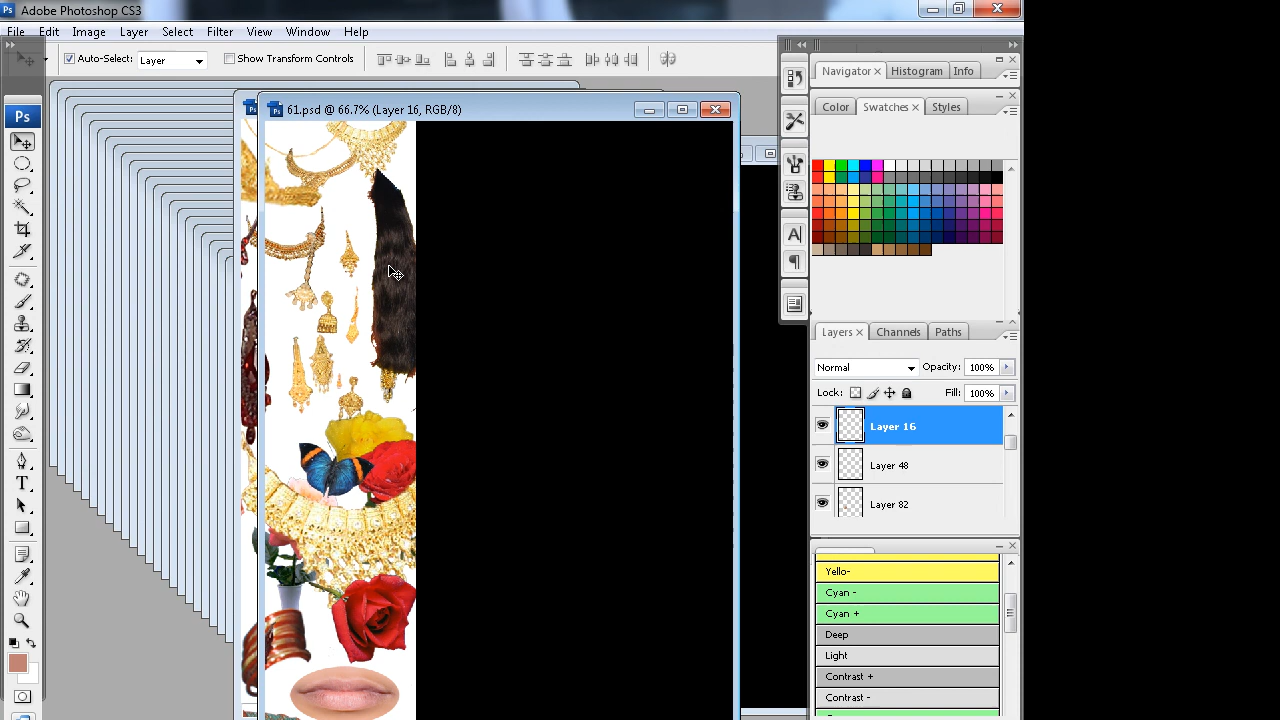 Ps Adobe Photoshop CS3
File Edit Image Layer Select Filter View Window Help
Auto-Select: Layer Show Transform Controls
Ps
61.psd @ 66.7% (Layer 16, RGB/8)
Navigator × Histogram Info
Color Swatches × Styles
Layers × Channels Paths
Normal Opacity: 100%
Lock: Fill: 100%
Layer 16
Layer 48
Layer 82
Yello-
Cyan -
Cyan +
Deep
Light
Contrast +
Contrast -